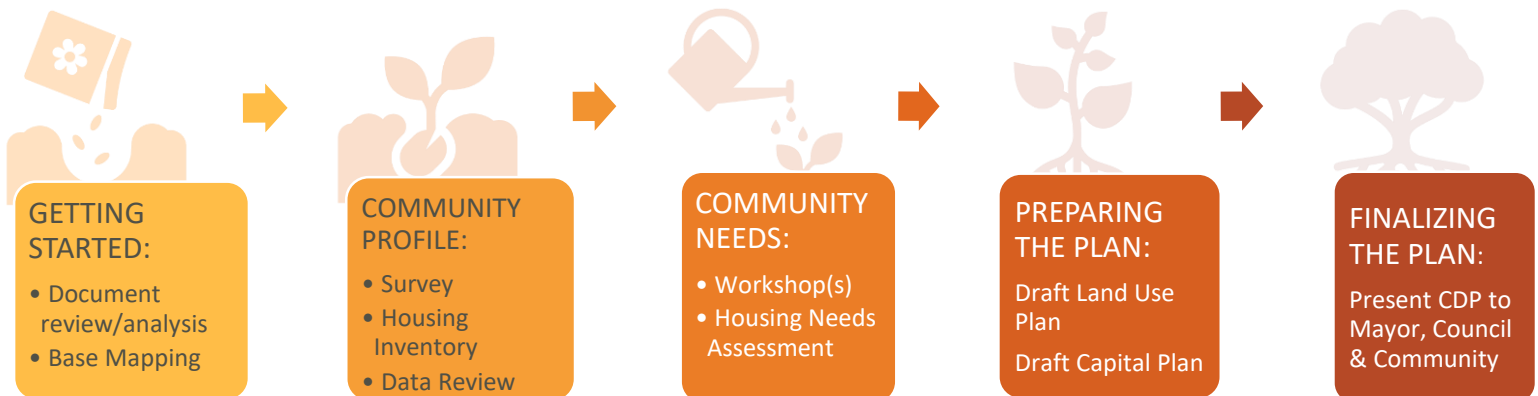 GETTING
STARTED:
• Document
review/analysis
• Base Mapping
COMMUNITY
PROFILE:
• Survey
• Housing
Inventory
• Data Review
COMMUNITY
NEEDS:
• Workshop(s)
• Housing Needs
Assessment
PREPARING
THE PLAN:
Draft Land Use
Plan
Draft Capital Plan
FINALIZING
THE PLAN:
Present CDP to
Mayor, Council
& Community